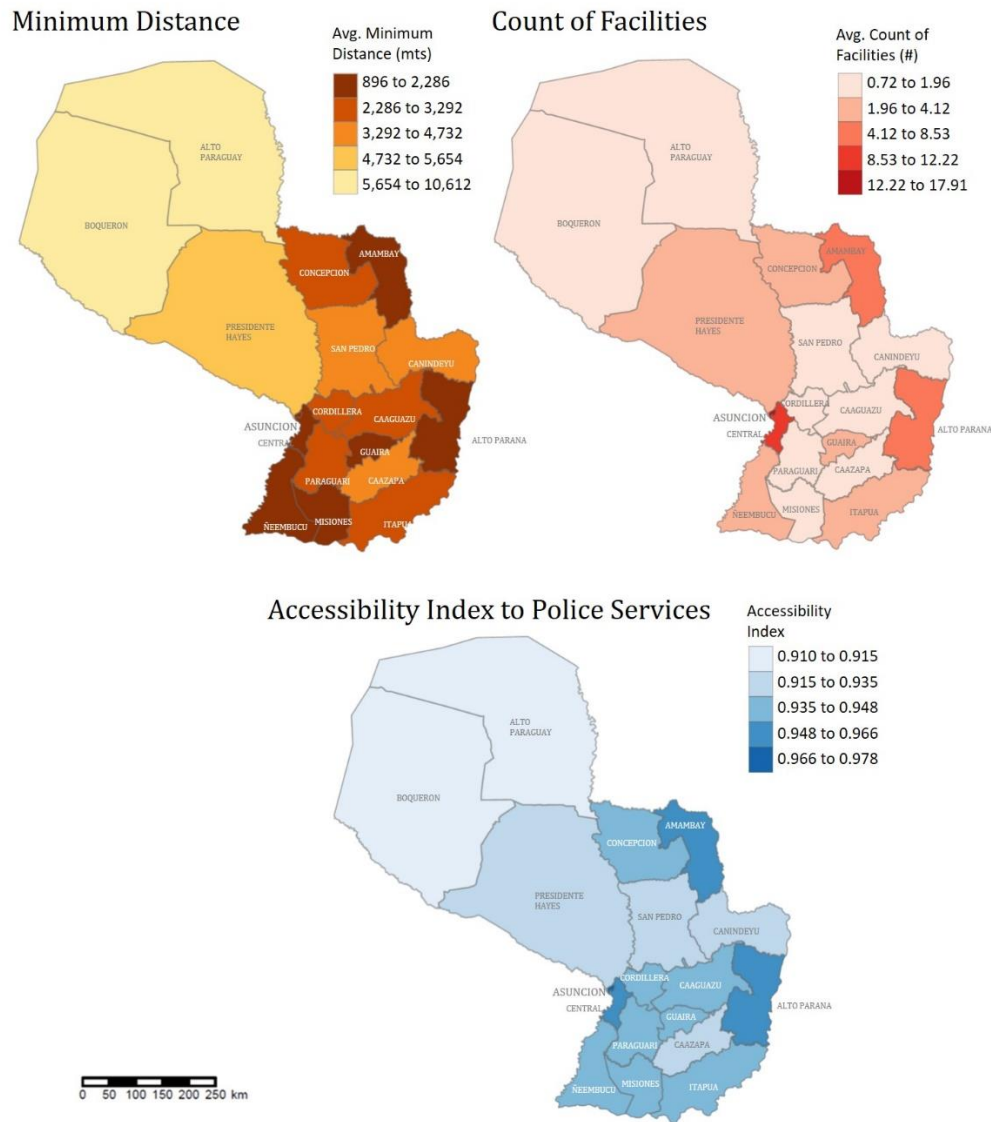 Minimum Distance
Avg. Minimum
Distance (mts)
896 to 2,286
2,286 to 3,292
3,292 to 4,732
4,732 to 5,654
5,654 to 10,612
ALTO
PARAGUAY
BOQUERON
AMAMBAY
CONCEPCION
PRESIDENTE
HAYES
SAN PEDRO
CANINDEYU
CORDILLERA
CAAGUAZU
ASUNCION
CENTRAL
ALTO PARANA
GUAIRA
PARAGUARI
CAAZAPA
MISIONES
ÑEEMBUCU
ITAPUA
Count of Facilities
Avg. Count of
Facilities (#)
0.72 to 1.96
1.96 to 4.12
4.12 to 8.53
8.53 to 12.22
12.22 to 17.91
ALTO
PARAGUAY
BOQUERON
AMAMBAY
CONCEPCION
PRESIDENTE
HAYES
SAN PEDRO
CANINDEYU
CORDILLERA
CAAGUAZU
ASUNCION
CENTRAL
ALTO PARANA
GUAIRA
PARAGUARI
CAAZAPA
MISIONES
ÑEEMBUCU
ITAPUA
Accessibility Index to Police Services
Accessibility
Index
0.910 to 0.915
0.915 to 0.935
0.935 to 0.948
0.948 to 0.966
0.966 to 0.978
ALTO
PARAGUAY
BOQUERON
AMAMBAY
CONCEPCION
PRESIDENTE
HAYES
SAN PEDRO
CANINDEYU
CORDILLERA
CAAGUAZU
ASUNCION
CENTRAL
ALTO PARANA
GUAIRA
PARAGUARI
CAAZAPA
MISIONES
ÑEEMBUCU
ITAPUA
0 50 100 150 200 250 km